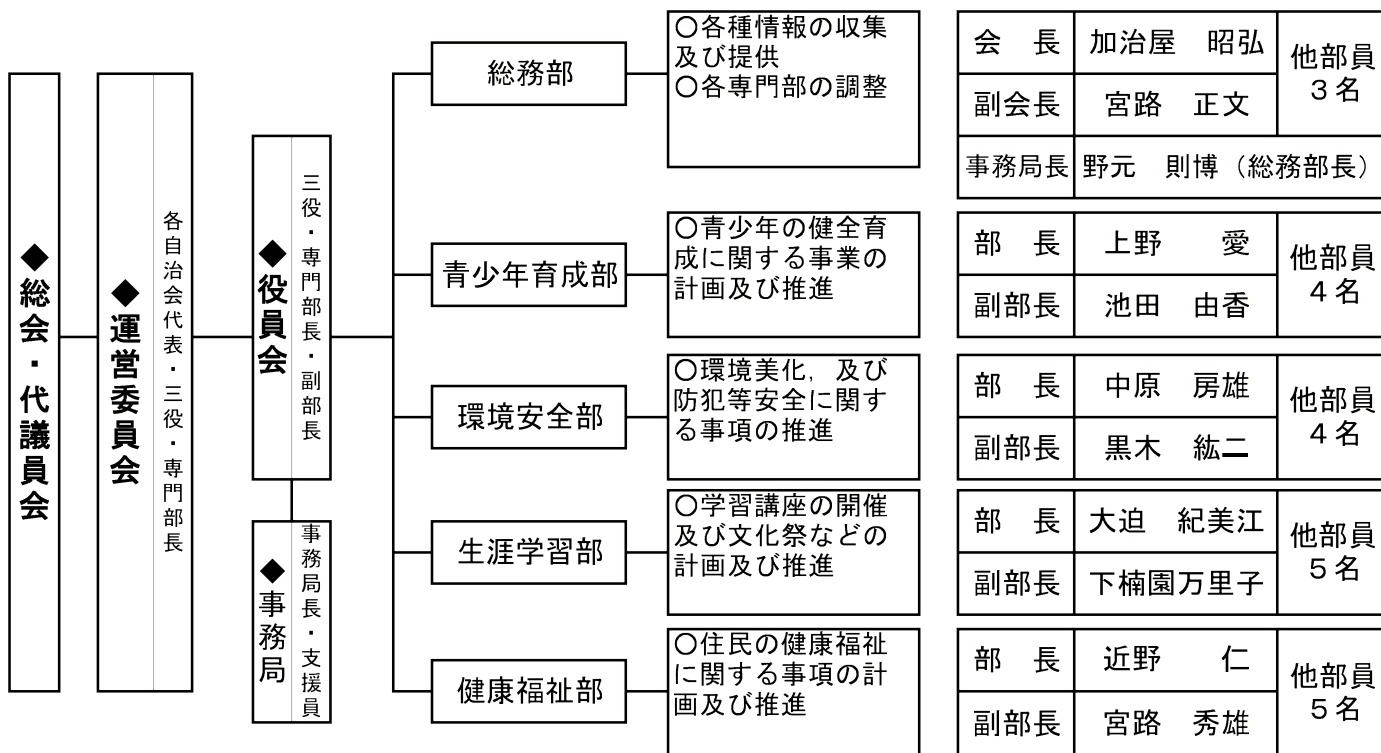 ◆総会・代議員会
◆運営委員会
各自治会代表・三役・専門部長
◆役員会
三役・専門部長・副部長
◆事務局
事務局長・支援員
総務部
〇各種情報の収集
及び提供
〇各専門部の調整
会　長　加治屋　昭弘
副会長　宮路　正文
他部員
３名
事務局長　野元　則博（総務部長）
青少年育成部
〇青少年の健全育
成に関する事業の
計画及び推進
部　長　上野　　愛
副部長　池田　由香
他部員
４名
環境安全部
〇環境美化，及び
防犯等安全に関す
る事項の推進
部　長　中原　房雄
副部長　黒木　紘二
他部員
４名
生涯学習部
〇学習講座の開催
及び文化祭などの
計画及び推進
部　長　大迫　紀美江
副部長　下楠園万里子
他部員
５名
健康福祉部
〇住民の健康福祉
に関する事項の計
画及び推進
部　長　近野　　仁
副部長　宮路　秀雄
他部員
５名